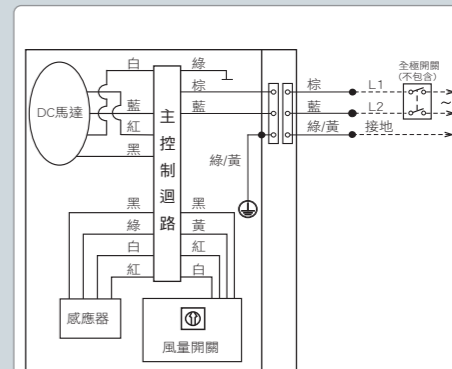 白 綠
棕 棕 L1 全極開關
(不包含)
DC馬達 藍 藍 藍 L2 ~
紅 主控制迴路 綠/黃 接地
黑 綠/黃
黑 黑
綠 黃
白 紅
紅 白
感應器
風量開關